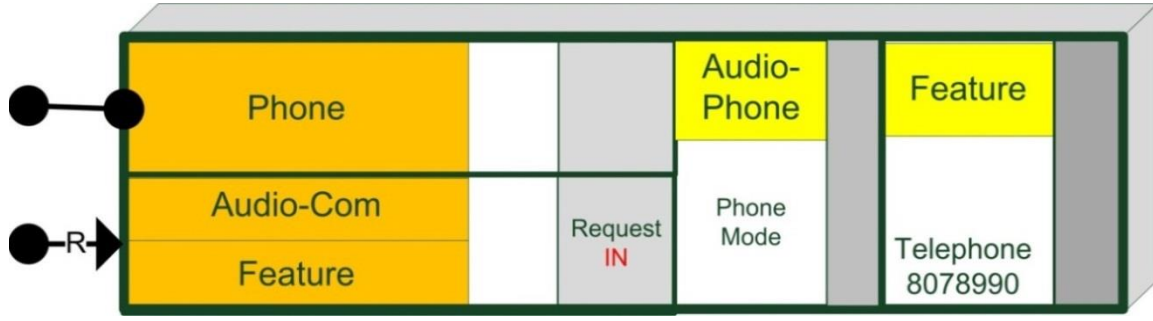 Phone
R
Audio-Com
Feature
Request
IN
Audio-
Phone
Phone
Mode
Feature
Telephone
8078990